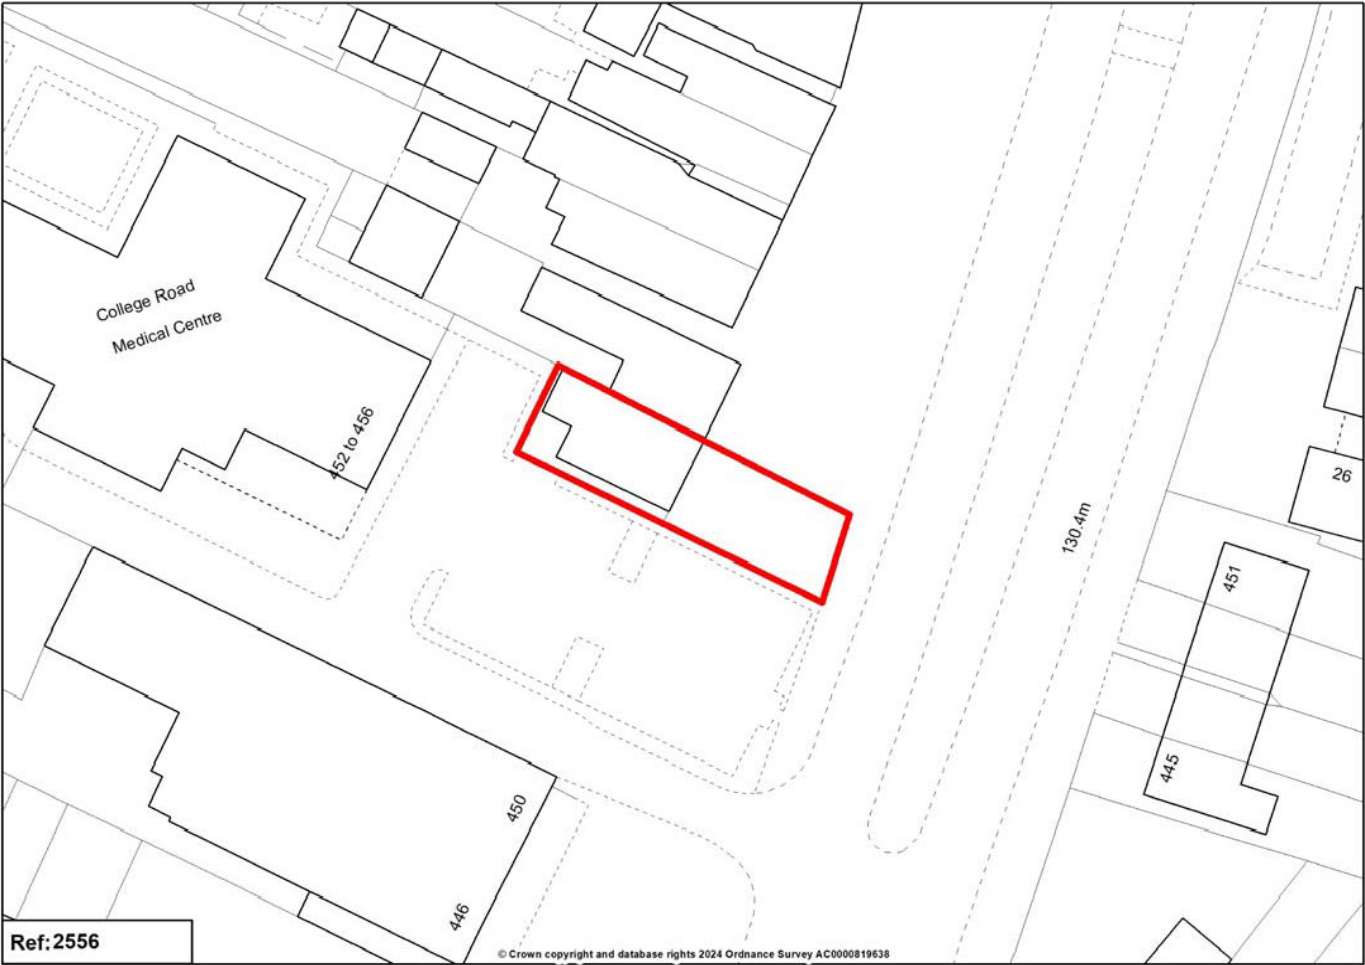 College Road
Medical Centre
452 to 456
130.4m
26
451
445
450
446
Ref:2556
© Crown copyright and database rights 2024 Ordnance Survey AC0000819638